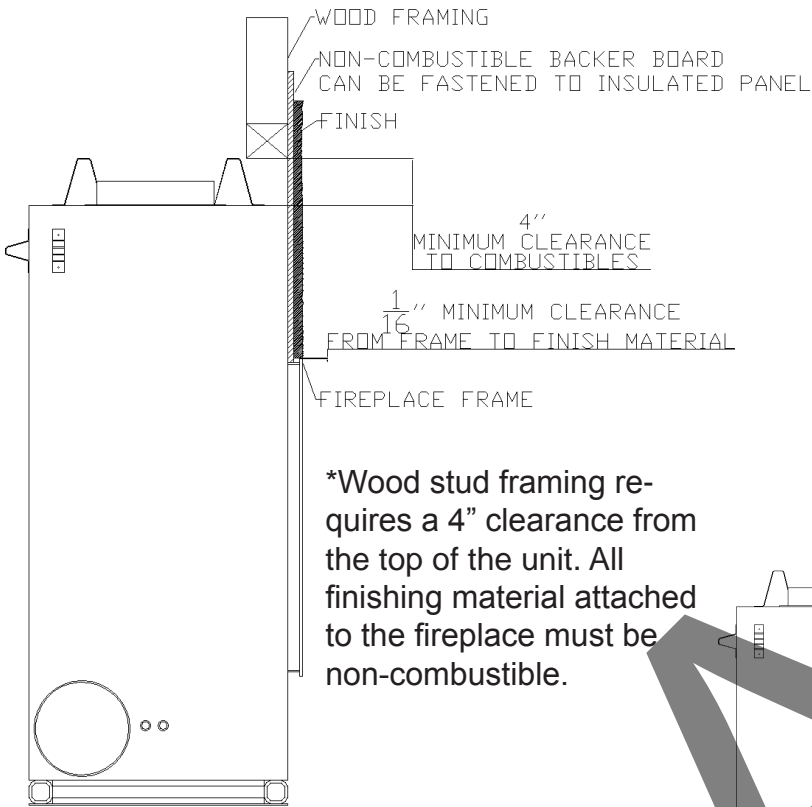 WOOD FRAMING
NON-COMBUSTIBLE BACKER BOARD
CAN BE FASTENED TO INSULATED PANEL
FINISH
4''
MINIMUM CLEARANCE
TO COMBUSTIBLES
1/16'' MINIMUM CLEARANCE
FROM FRAME TO FINISH MATERIAL
FIREPLACE FRAME
*Wood stud framing re-
quires a 4” clearance from
the top of the unit. All
finishing material attached
to the fireplace must be
non-combustible.